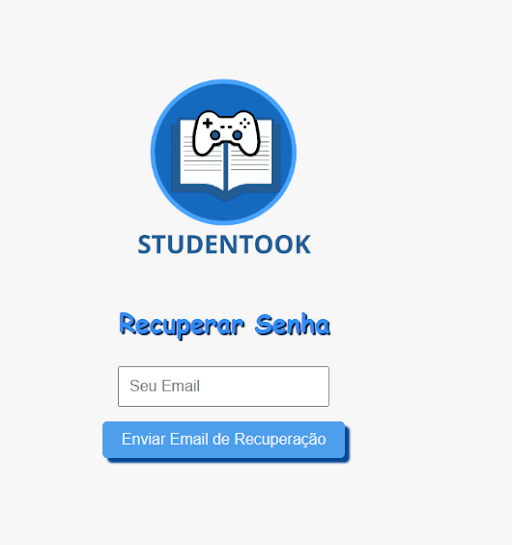 STUDENTOOK
Recuperar Senha
Seu Email
Enviar Email de Recuperação